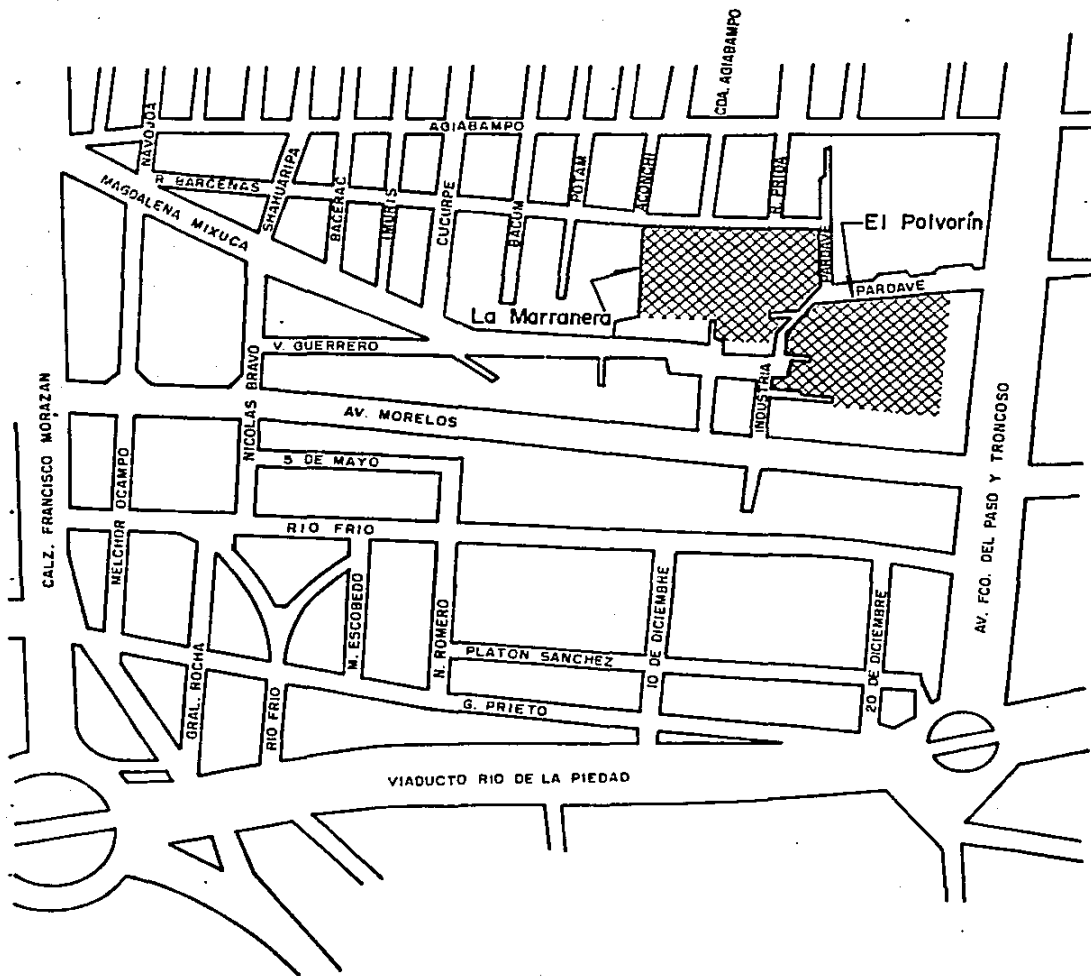 CDA. AGIABAMPO
AGIABAMPO
NAVOJOA
R. BARCENAS
SMAHUARIPA
BACERAC
IMURIS
CUCURPE
BACUM
POTAM
ACONCHI
R. PRIDA
PARDAVE
El Polvorín
PARDAVE
MAGDALENA MIXUCA
La Marranera
V. GUERRERO
NICOLAS BRAVO
AV. MORELOS
INDUSTRIA
5 DE MAYO
CALZ. FRANCISCO MORAZAN
MELCHOR OCAMPO
RIO FRIO
AV. FCO. DEL PASO Y TRONCOSO
M. ESCOBEDO
N. ROMERO
PLATON SANCHEZ
10 DE DICIEMBRE
20 DE DICIEMBRE
GRAL. ROCHA
RIO FRIO
G. PRIETO
VIADUCTO RIO DE LA PIEDAD